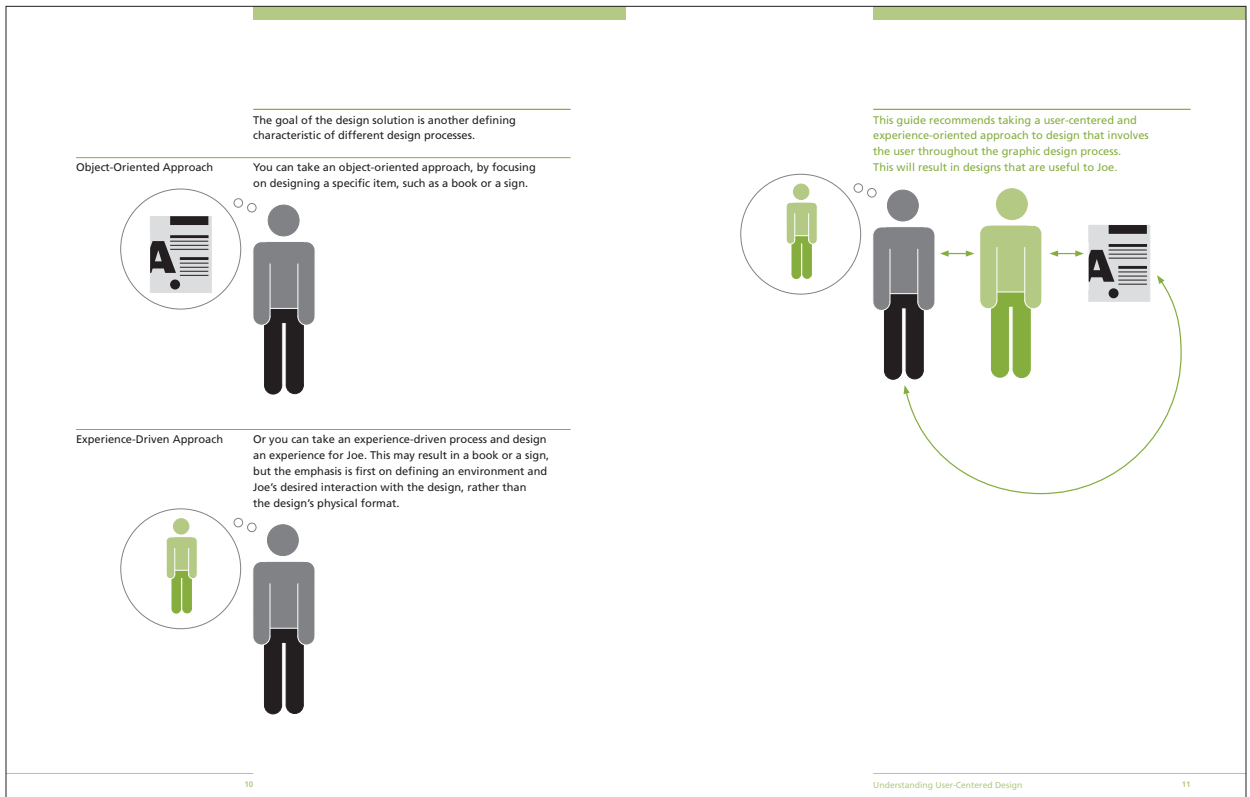 The goal of the design solution is another defining
characteristic of different design processes.
Object-Oriented Approach
You can take an object-oriented approach, by focusing
on designing a specific item, such as a book or a sign.
A
Experience-Driven Approach
Or you can take an experience-driven process and design
an experience for Joe. This may result in a book or a sign,
but the emphasis is first on defining an environment and
Joe’s desired interaction with the design, rather than
the design’s physical format.
10
This guide recommends taking a user-centered and
experience-oriented approach to design that involves
the user throughout the graphic design process.
This will result in designs that are useful to Joe.
A
Understanding User-Centered Design
11